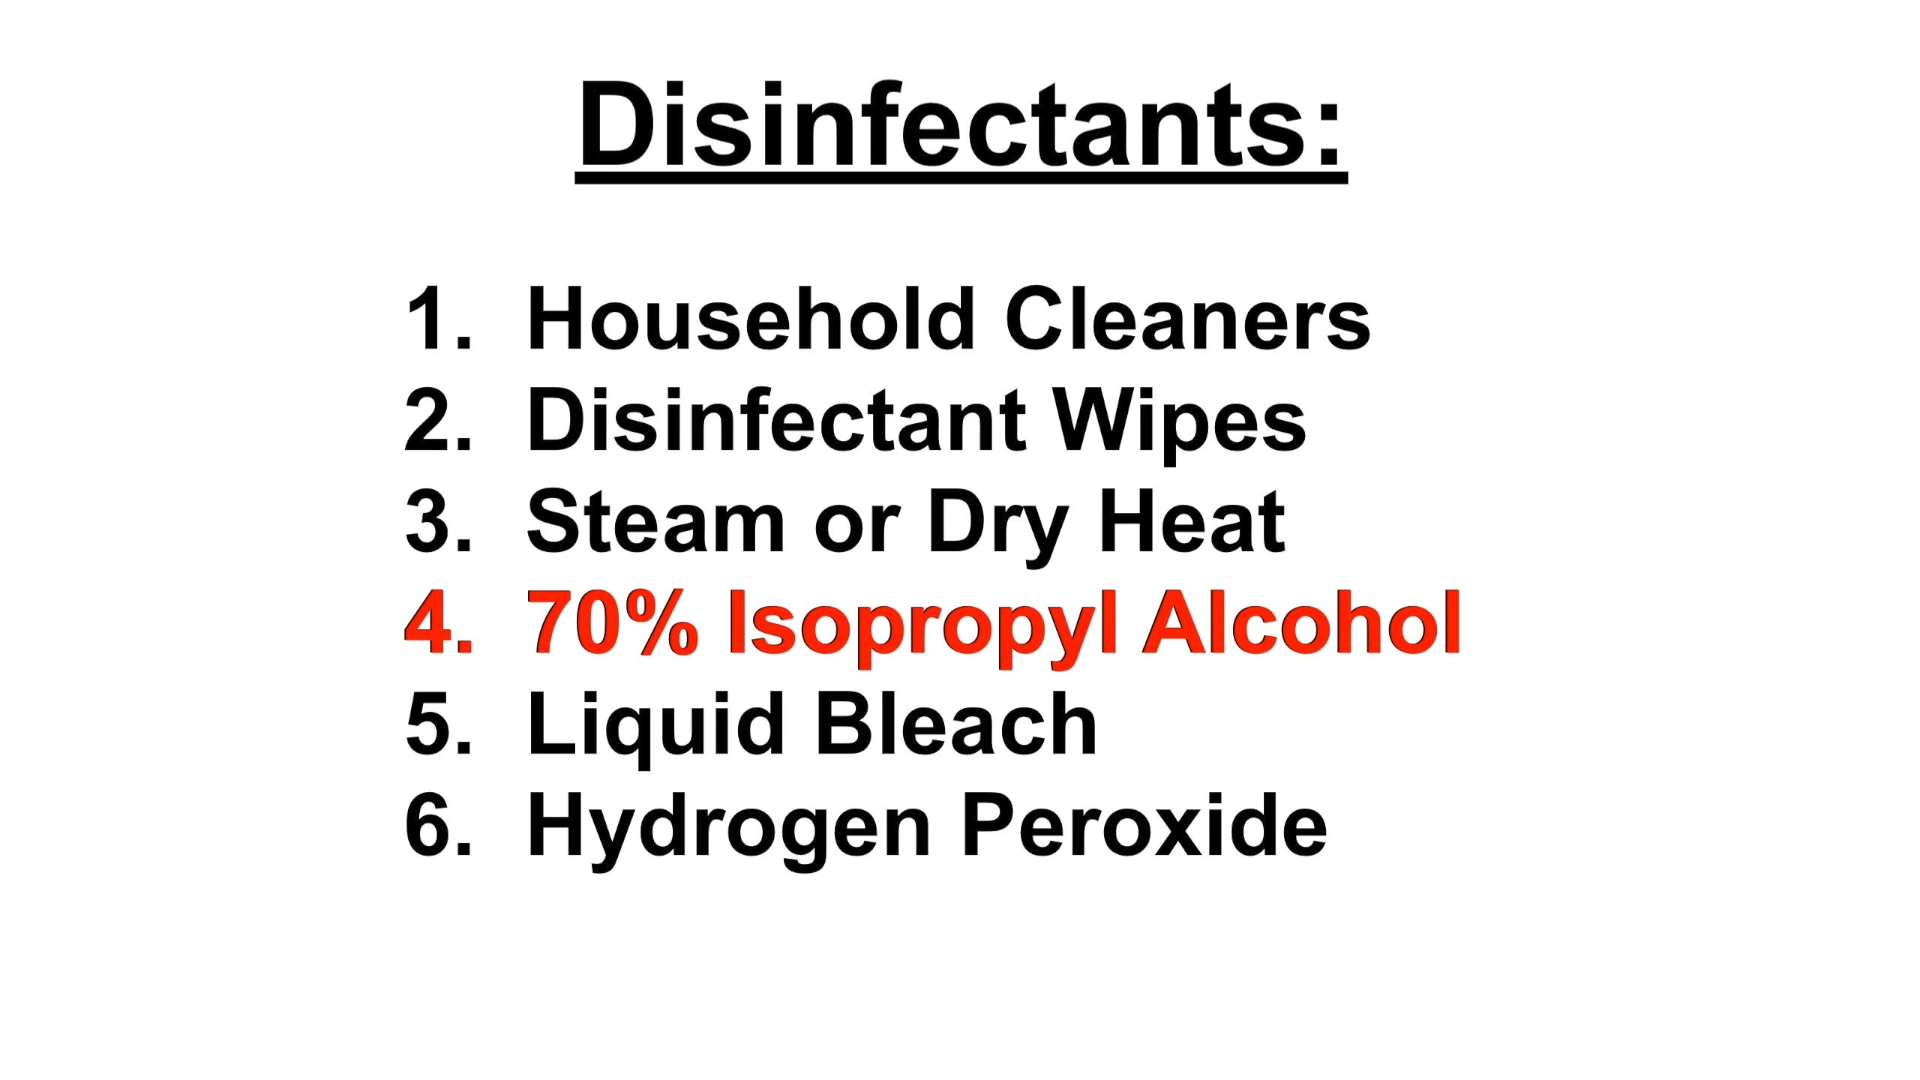 Disinfectants:
1. Household Cleaners
2. Disinfectant Wipes
3. Steam or Dry Heat
4. 70% Isopropyl Alcohol
5. Liquid Bleach
6. Hydrogen Peroxide